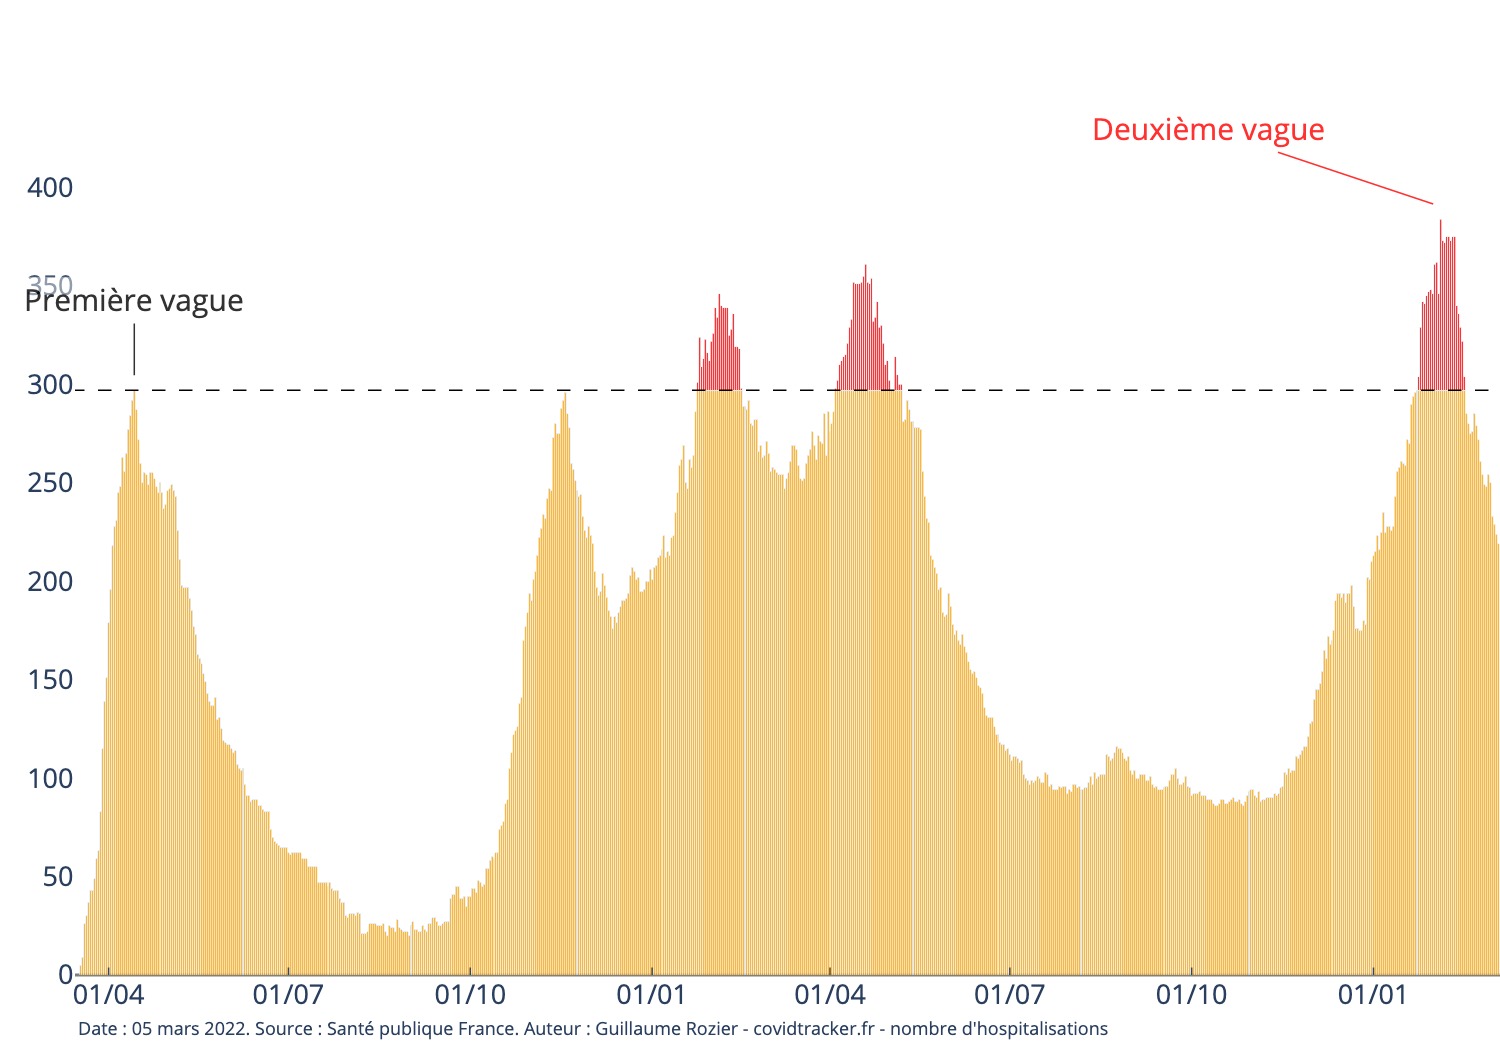 Deuxième vague
400
350
Première vague
300
250
200
150
100
50
0
01/04 01/07 01/10 01/01 01/04 01/07 01/10 01/01
Date : 05 mars 2022. Source : Santé publique France. Auteur : Guillaume Rozier - covidtracker.fr - nombre d'hospitalisations